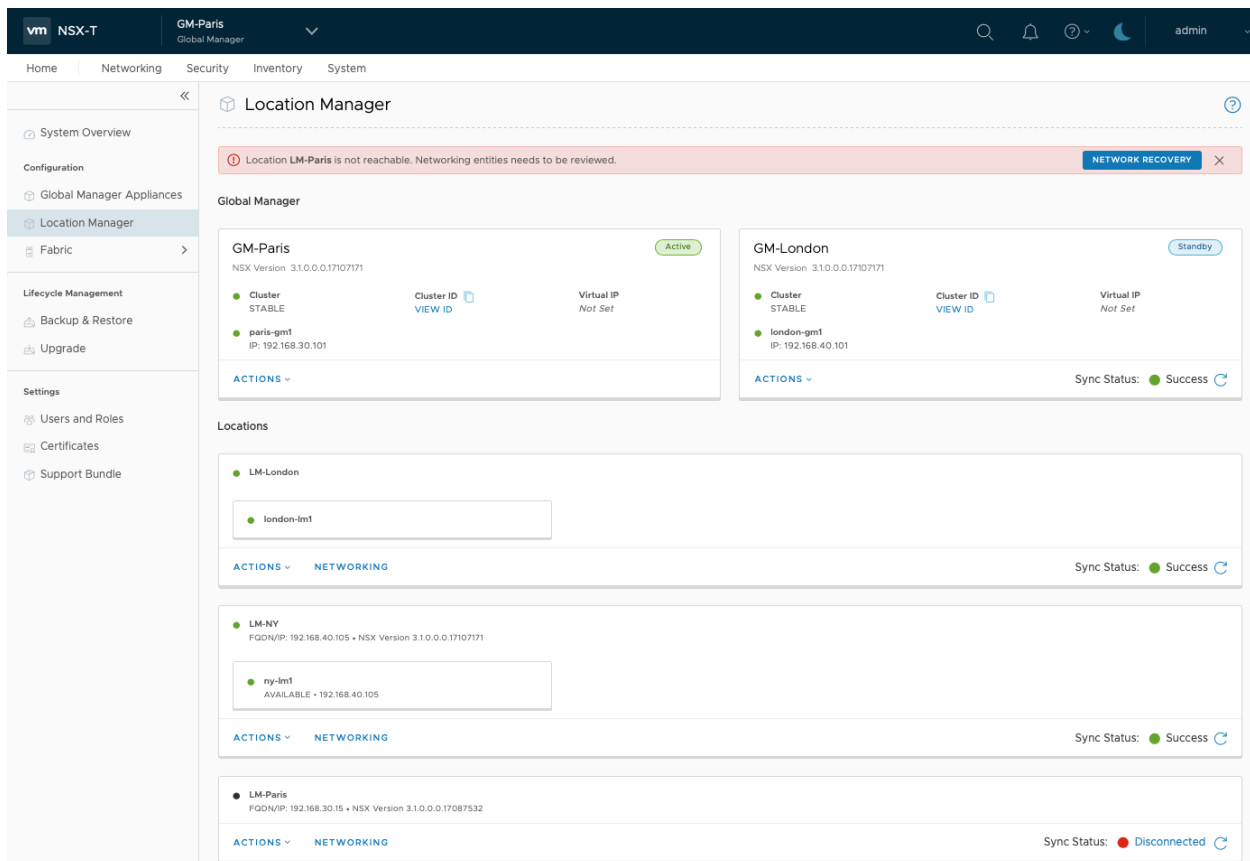 vm NSX-T
GM-Paris
Global Manager
admin
Home Networking Security Inventory System
System Overview
Configuration
Global Manager Appliances
Location Manager
Fabric
Lifecycle Management
Backup & Restore
Upgrade
Settings
Users and Roles
Certificates
Support Bundle
Location Manager
Location LM-Paris is not reachable. Networking entities needs to be reviewed.
NETWORK RECOVERY
Global Manager
GM-Paris
Active
NSX Version 3.1.0.0.0.17107171
Cluster Cluster ID Virtual IP
STABLE VIEW ID Not Set
paris-gm1
IP: 192.168.30.101
ACTIONS
GM-London
Standby
NSX Version 3.1.0.0.0.17107171
Cluster Cluster ID Virtual IP
STABLE VIEW ID Not Set
london-gm1
IP: 192.168.40.101
ACTIONS Sync Status: Success
Locations
LM-London
london-lm1
ACTIONS NETWORKING Sync Status: Success
LM-NY
FQDN/IP: 192.168.40.105 • NSX Version 3.1.0.0.0.17107171
ny-lm1
AVAILABLE • 192.168.40.105
ACTIONS NETWORKING Sync Status: Success
LM-Paris
FQDN/IP: 192.168.30.15 • NSX Version 3.1.0.0.0.17087532
ACTIONS NETWORKING Sync Status: Disconnected